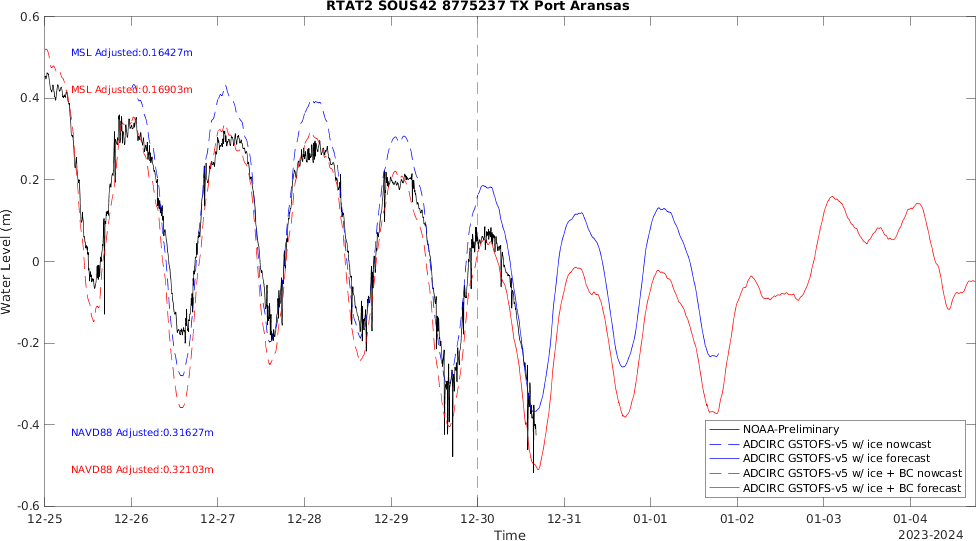 RTAT2 SOUS42 8775237 TX Port Aransas
0.6
0.4
0.2
0
-0.2
-0.4
-0.6
Water Level (m)
MSL Adjusted:0.16427m
MSL Adjusted:0.16903m
NAVD88 Adjusted:0.31627m
NAVD88 Adjusted:0.32103m
NOAA-Preliminary
ADCIRC GSTOFS-v5 w/ ice nowcast
ADCIRC GSTOFS-v5 w/ ice forecast
ADCIRC GSTOFS-v5 w/ ice + BC nowcast
ADCIRC GSTOFS-v5 w/ ice + BC forecast
12-25 12-26 12-27 12-28 12-29 12-30 12-31 01-01 01-02 01-03 01-04
Time
2023-2024